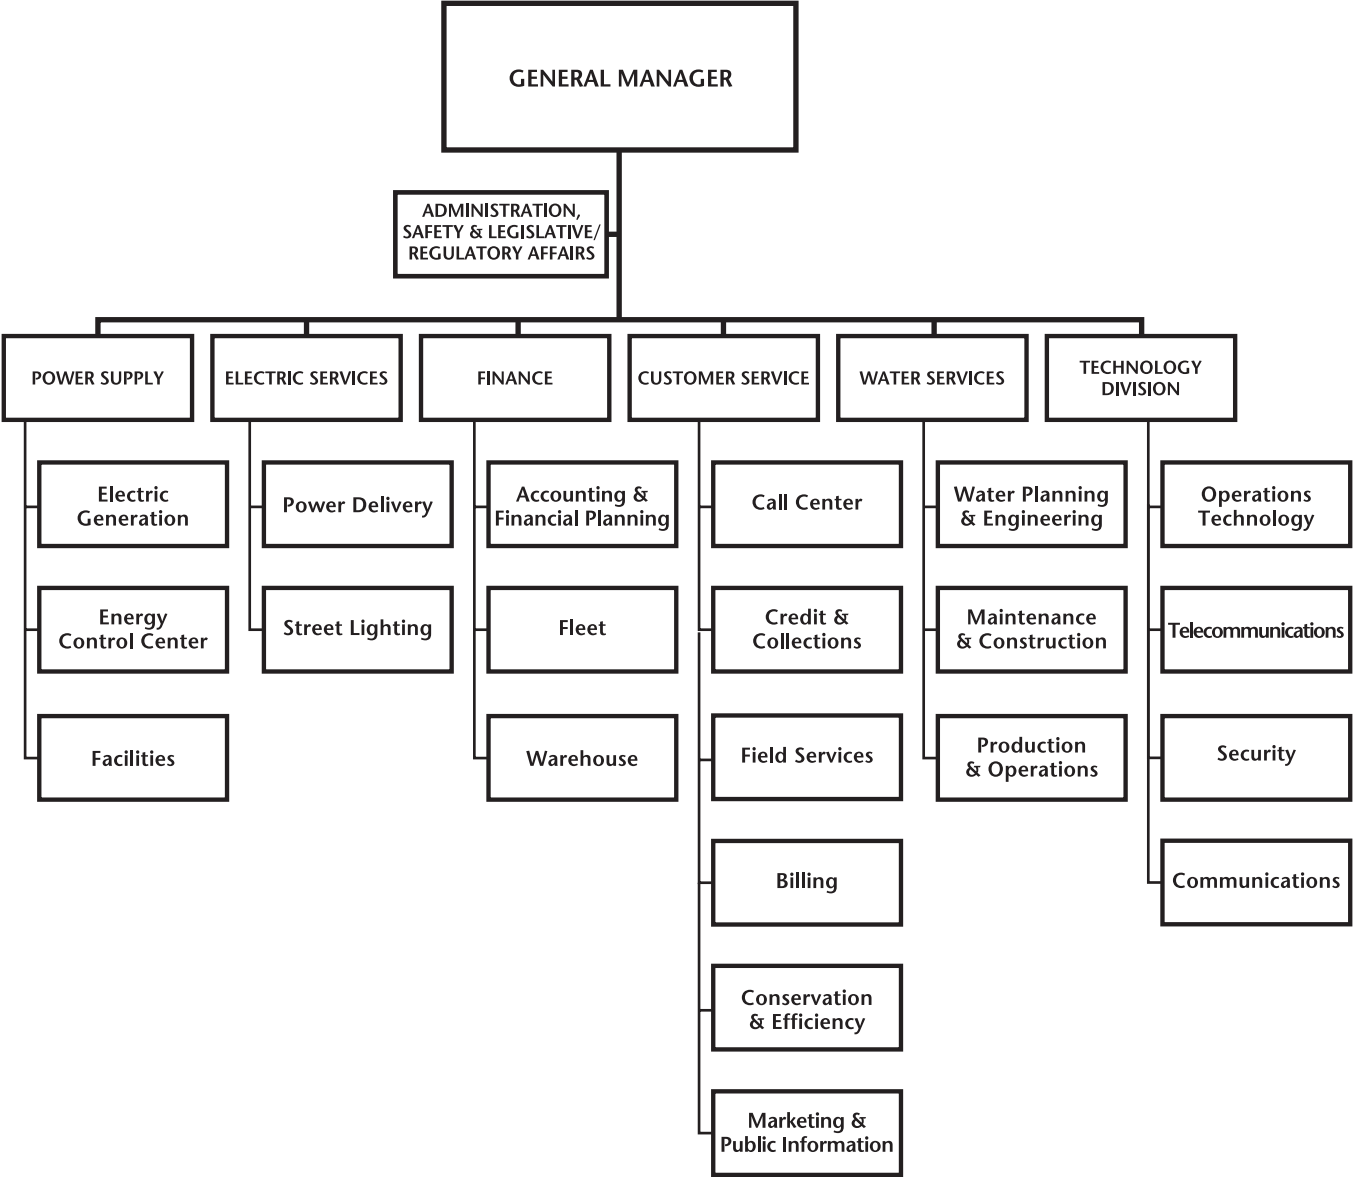 GENERAL MANAGER
ADMINISTRATION,
SAFETY & LEGISLATIVE/
REGULATORY AFFAIRS
POWER SUPPLY
ELECTRIC SERVICES
FINANCE
CUSTOMER SERVICE
WATER SERVICES
TECHNOLOGY
DIVISION
Electric
Generation
Energy
Control Center
Facilities
Power Delivery
Street Lighting
Accounting &
Financial Planning
Fleet
Warehouse
Call Center
Credit &
Collections
Field Services
Billing
Conservation
& Efficiency
Marketing &
Public Information
Water Planning
& Engineering
Maintenance
& Construction
Production
& Operations
Operations
Technology
Telecommunications
Security
Communications